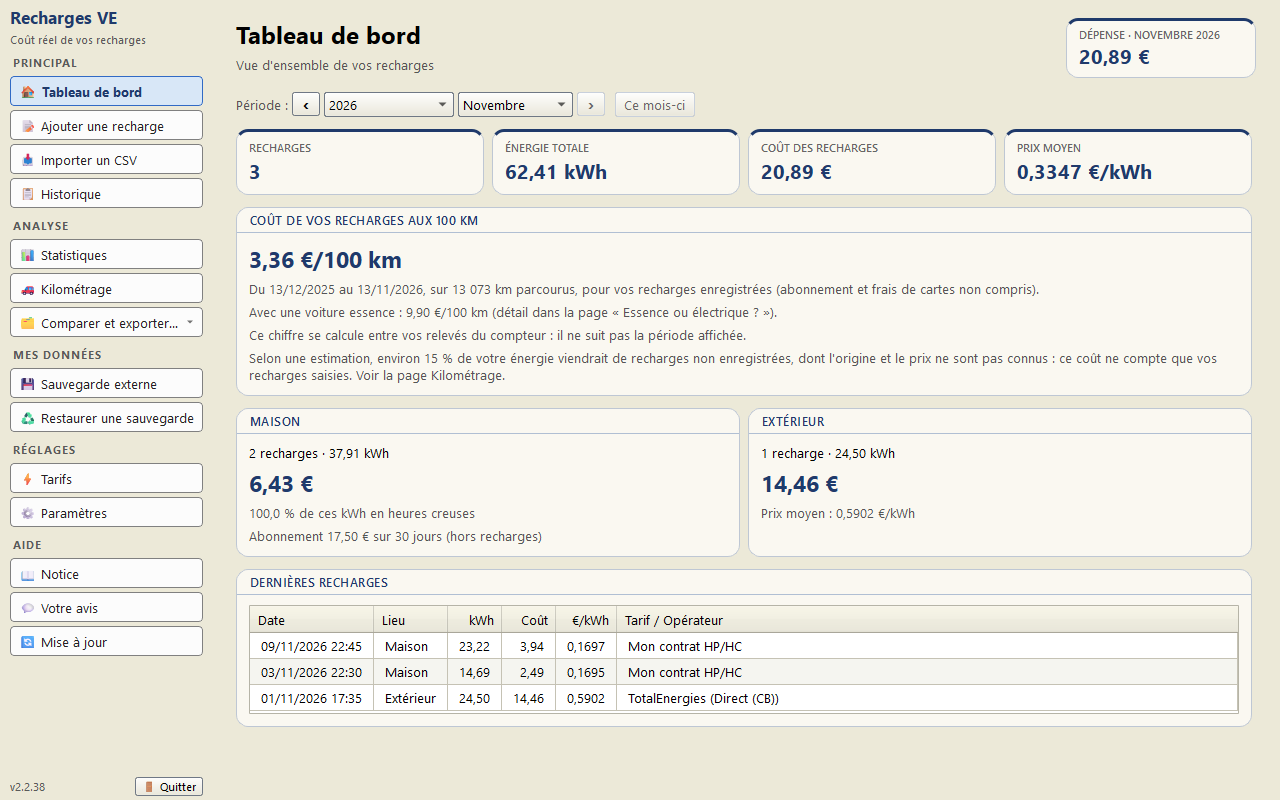 Recharges VE
Coût réel de vos recharges
PRINCIPAL
Tableau de bord
Ajouter une recharge
Importer un CSV
Historique
ANALYSE
Statistiques
Kilométrage
Comparer et exporter...
MES DONNÉES
Sauvegarde externe
Restaurer une sauvegarde
RÉGLAGES
Tarifs
Paramètres
AIDE
Notice
Votre avis
Mise à jour
v2.2.38
Quitter
Tableau de bord
Vue d'ensemble de vos recharges
DÉPENSE · NOVEMBRE 2026
20,89 €
Période : ‹ 2026 Novembre › Ce mois-ci
RECHARGES
3
ÉNERGIE TOTALE
62,41 kWh
COÛT DES RECHARGES
20,89 €
PRIX MOYEN
0,3347 €/kWh
COÛT DE VOS RECHARGES AUX 100 KM
3,36 €/100 km
Du 13/12/2025 au 13/11/2026, sur 13 073 km parcourus, pour vos recharges enregistrées (abonnement et frais de cartes non compris).
Avec une voiture essence : 9,90 €/100 km (détail dans la page « Essence ou électrique ? »).
Ce chiffre se calcule entre vos relevés du compteur : il ne suit pas la période affichée.
Selon une estimation, environ 15 % de votre énergie viendrait de recharges non enregistrées, dont l'origine et le prix ne sont pas connus : ce coût ne compte que vos
recharges saisies. Voir la page Kilométrage.
MAISON
2 recharges · 37,91 kWh
6,43 €
100,0 % de ces kWh en heures creuses
Abonnement 17,50 € sur 30 jours (hors recharges)
EXTÉRIEUR
1 recharge · 24,50 kWh
14,46 €
Prix moyen : 0,5902 €/kWh
DERNIÈRES RECHARGES
Date Lieu kWh Coût €/kWh Tarif / Opérateur
09/11/2026 22:45 Maison 23,22 3,94 0,1697 Mon contrat HP/HC
03/11/2026 22:30 Maison 14,69 2,49 0,1695 Mon contrat HP/HC
01/11/2026 17:35 Extérieur 24,50 14,46 0,5902 TotalEnergies (Direct (CB))